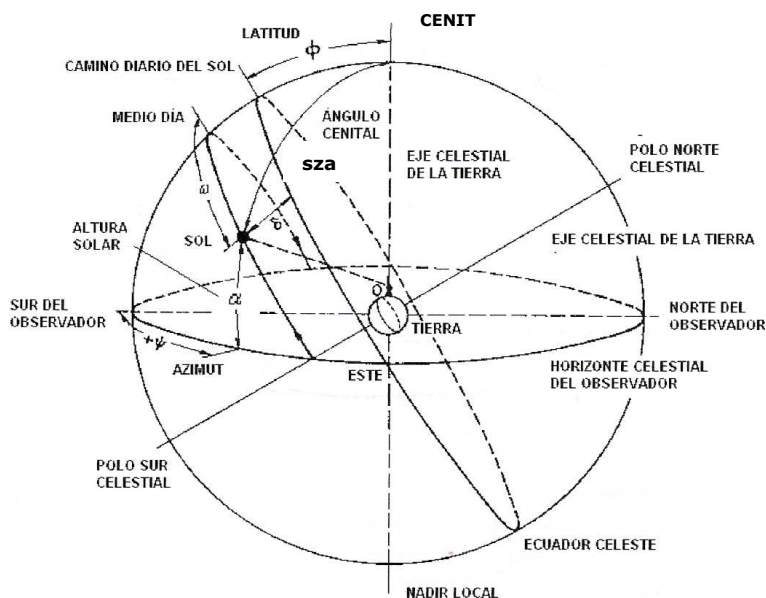 CENIT
LATITUD
ϕ
CAMINO DIARIO DEL SOL
MEDIO DÍA
ÁNGULO
CENITAL
EJE CELESTIAL
DE LA TIERRA
POLO NORTE
CELESTIAL
sza
ω
δ
ALTURA
SOLAR
SOL
EJE CELESTIAL DE LA TIERRA
α
O
SUR DEL
OBSERVADOR
TIERRA
NORTE DEL
OBSERVADOR
+ψ
AZIMUT
ESTE
HORIZONTE CELESTIAL
DEL OBSERVADOR
POLO SUR
CELESTIAL
ECUADOR CELESTE
NADIR LOCAL